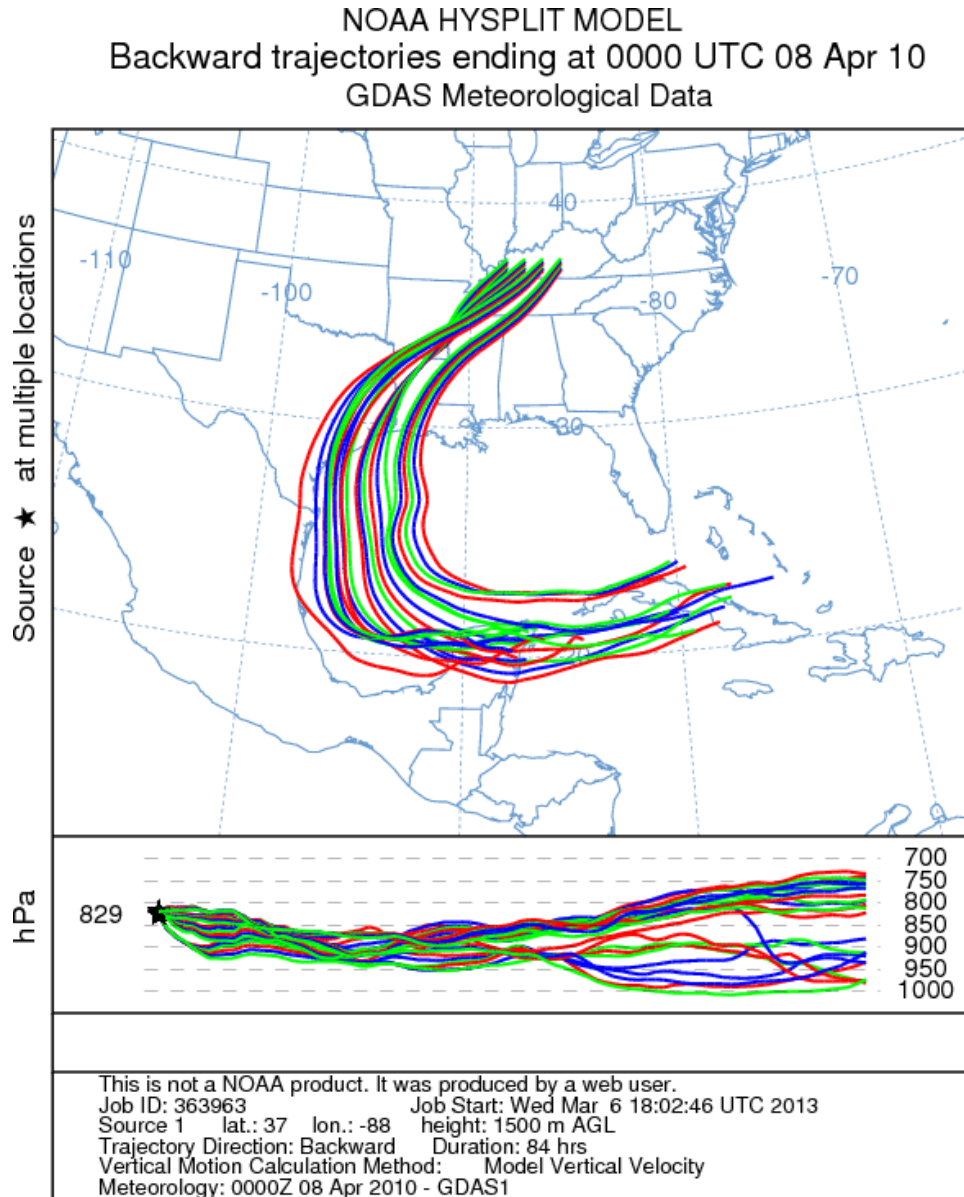 NOAA HYSPLIT MODEL
Backward trajectories ending at 0000 UTC 08 Apr 10
GDAS Meteorological Data
Source ★ at multiple locations
40
-110
-100
-80
-70
30
20
hPa
829
700
750
800
850
900
950
1000
This is not a NOAA product. It was produced by a web user.
Job ID: 363963 Job Start: Wed Mar 6 18:02:46 UTC 2013
Source 1 lat.: 37 lon.: -88 height: 1500 m AGL
Trajectory Direction: Backward Duration: 84 hrs
Vertical Motion Calculation Method: Model Vertical Velocity
Meteorology: 0000Z 08 Apr 2010 - GDAS1